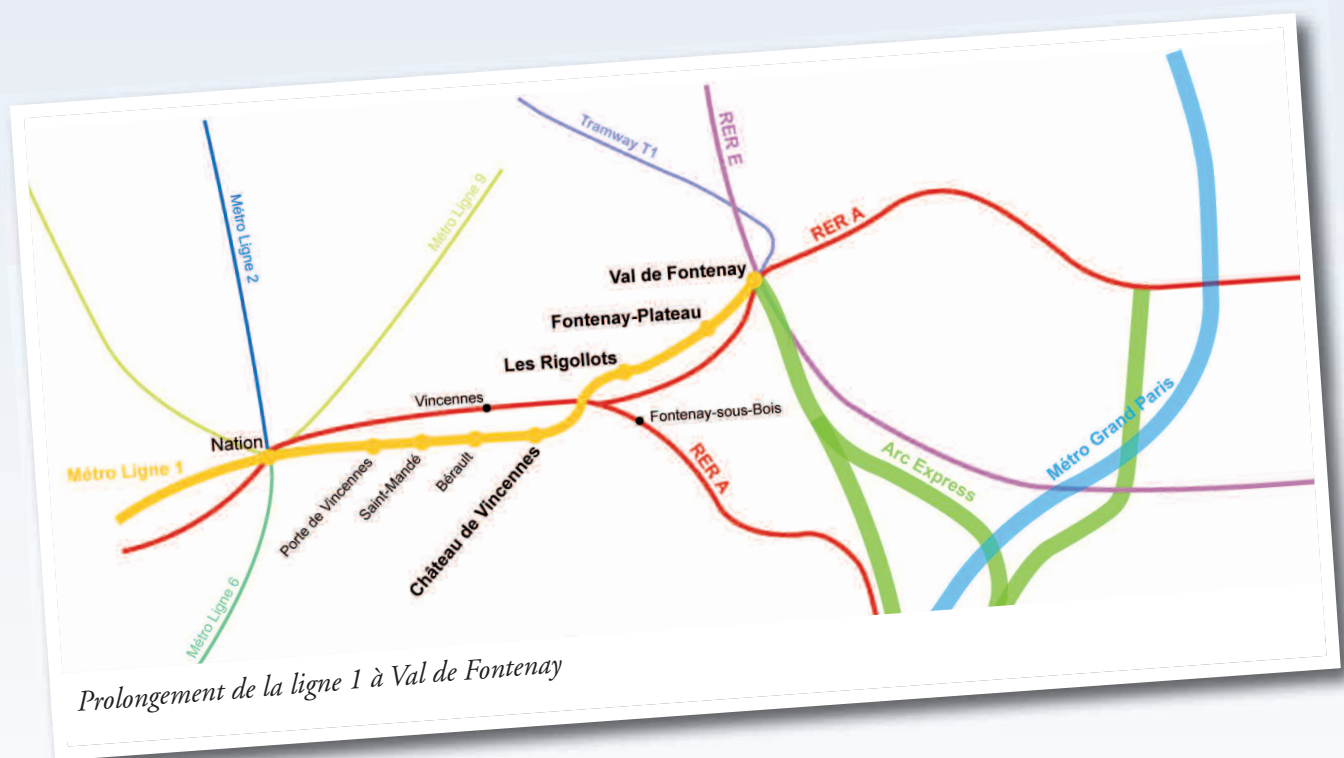 Tramway T1
RER E
Métro Ligne 9
Métro Ligne 2
RER A
Val de Fontenay
Fontenay-Plateau
Les Rigollots
Vincennes
Fontenay-sous-Bois
Nation
Métro Ligne 1
Porte de Vincennes
Saint-Mandé
Bérault
Château de Vincennes
RER A
Arc Express
Métro Grand Paris
Métro Ligne 6
Prolongement de la ligne 1 à Val de Fontenay